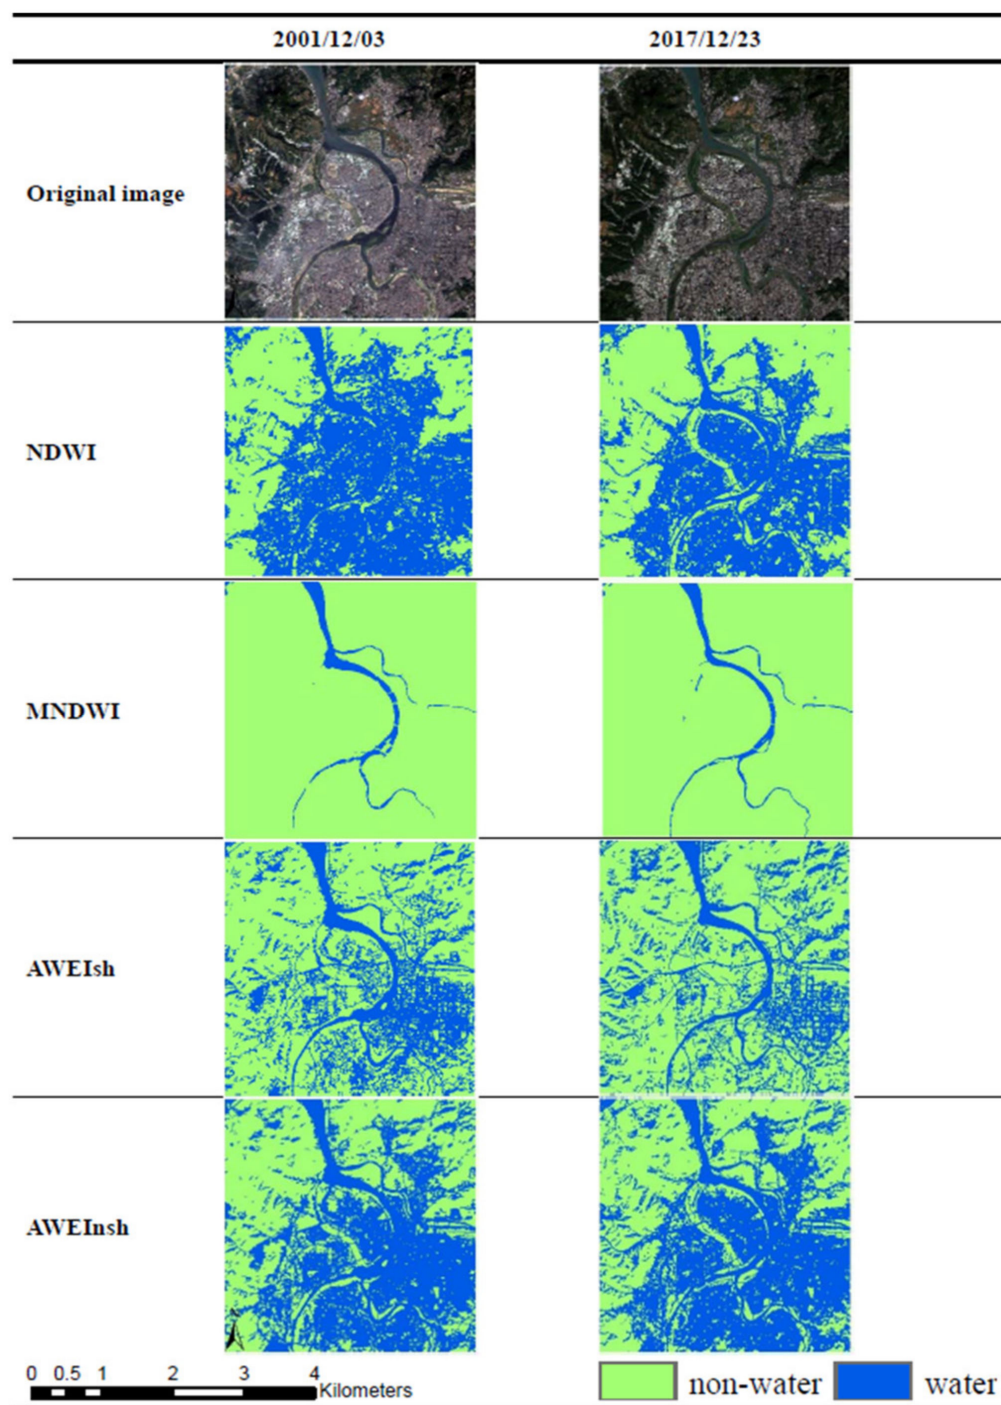 2001/12/03 2017/12/23
Original image
NDWI
MNDWI
AWEIsh
AWEInsh
N
0 0.5 1 2 3 4
Kilometers
non-water water